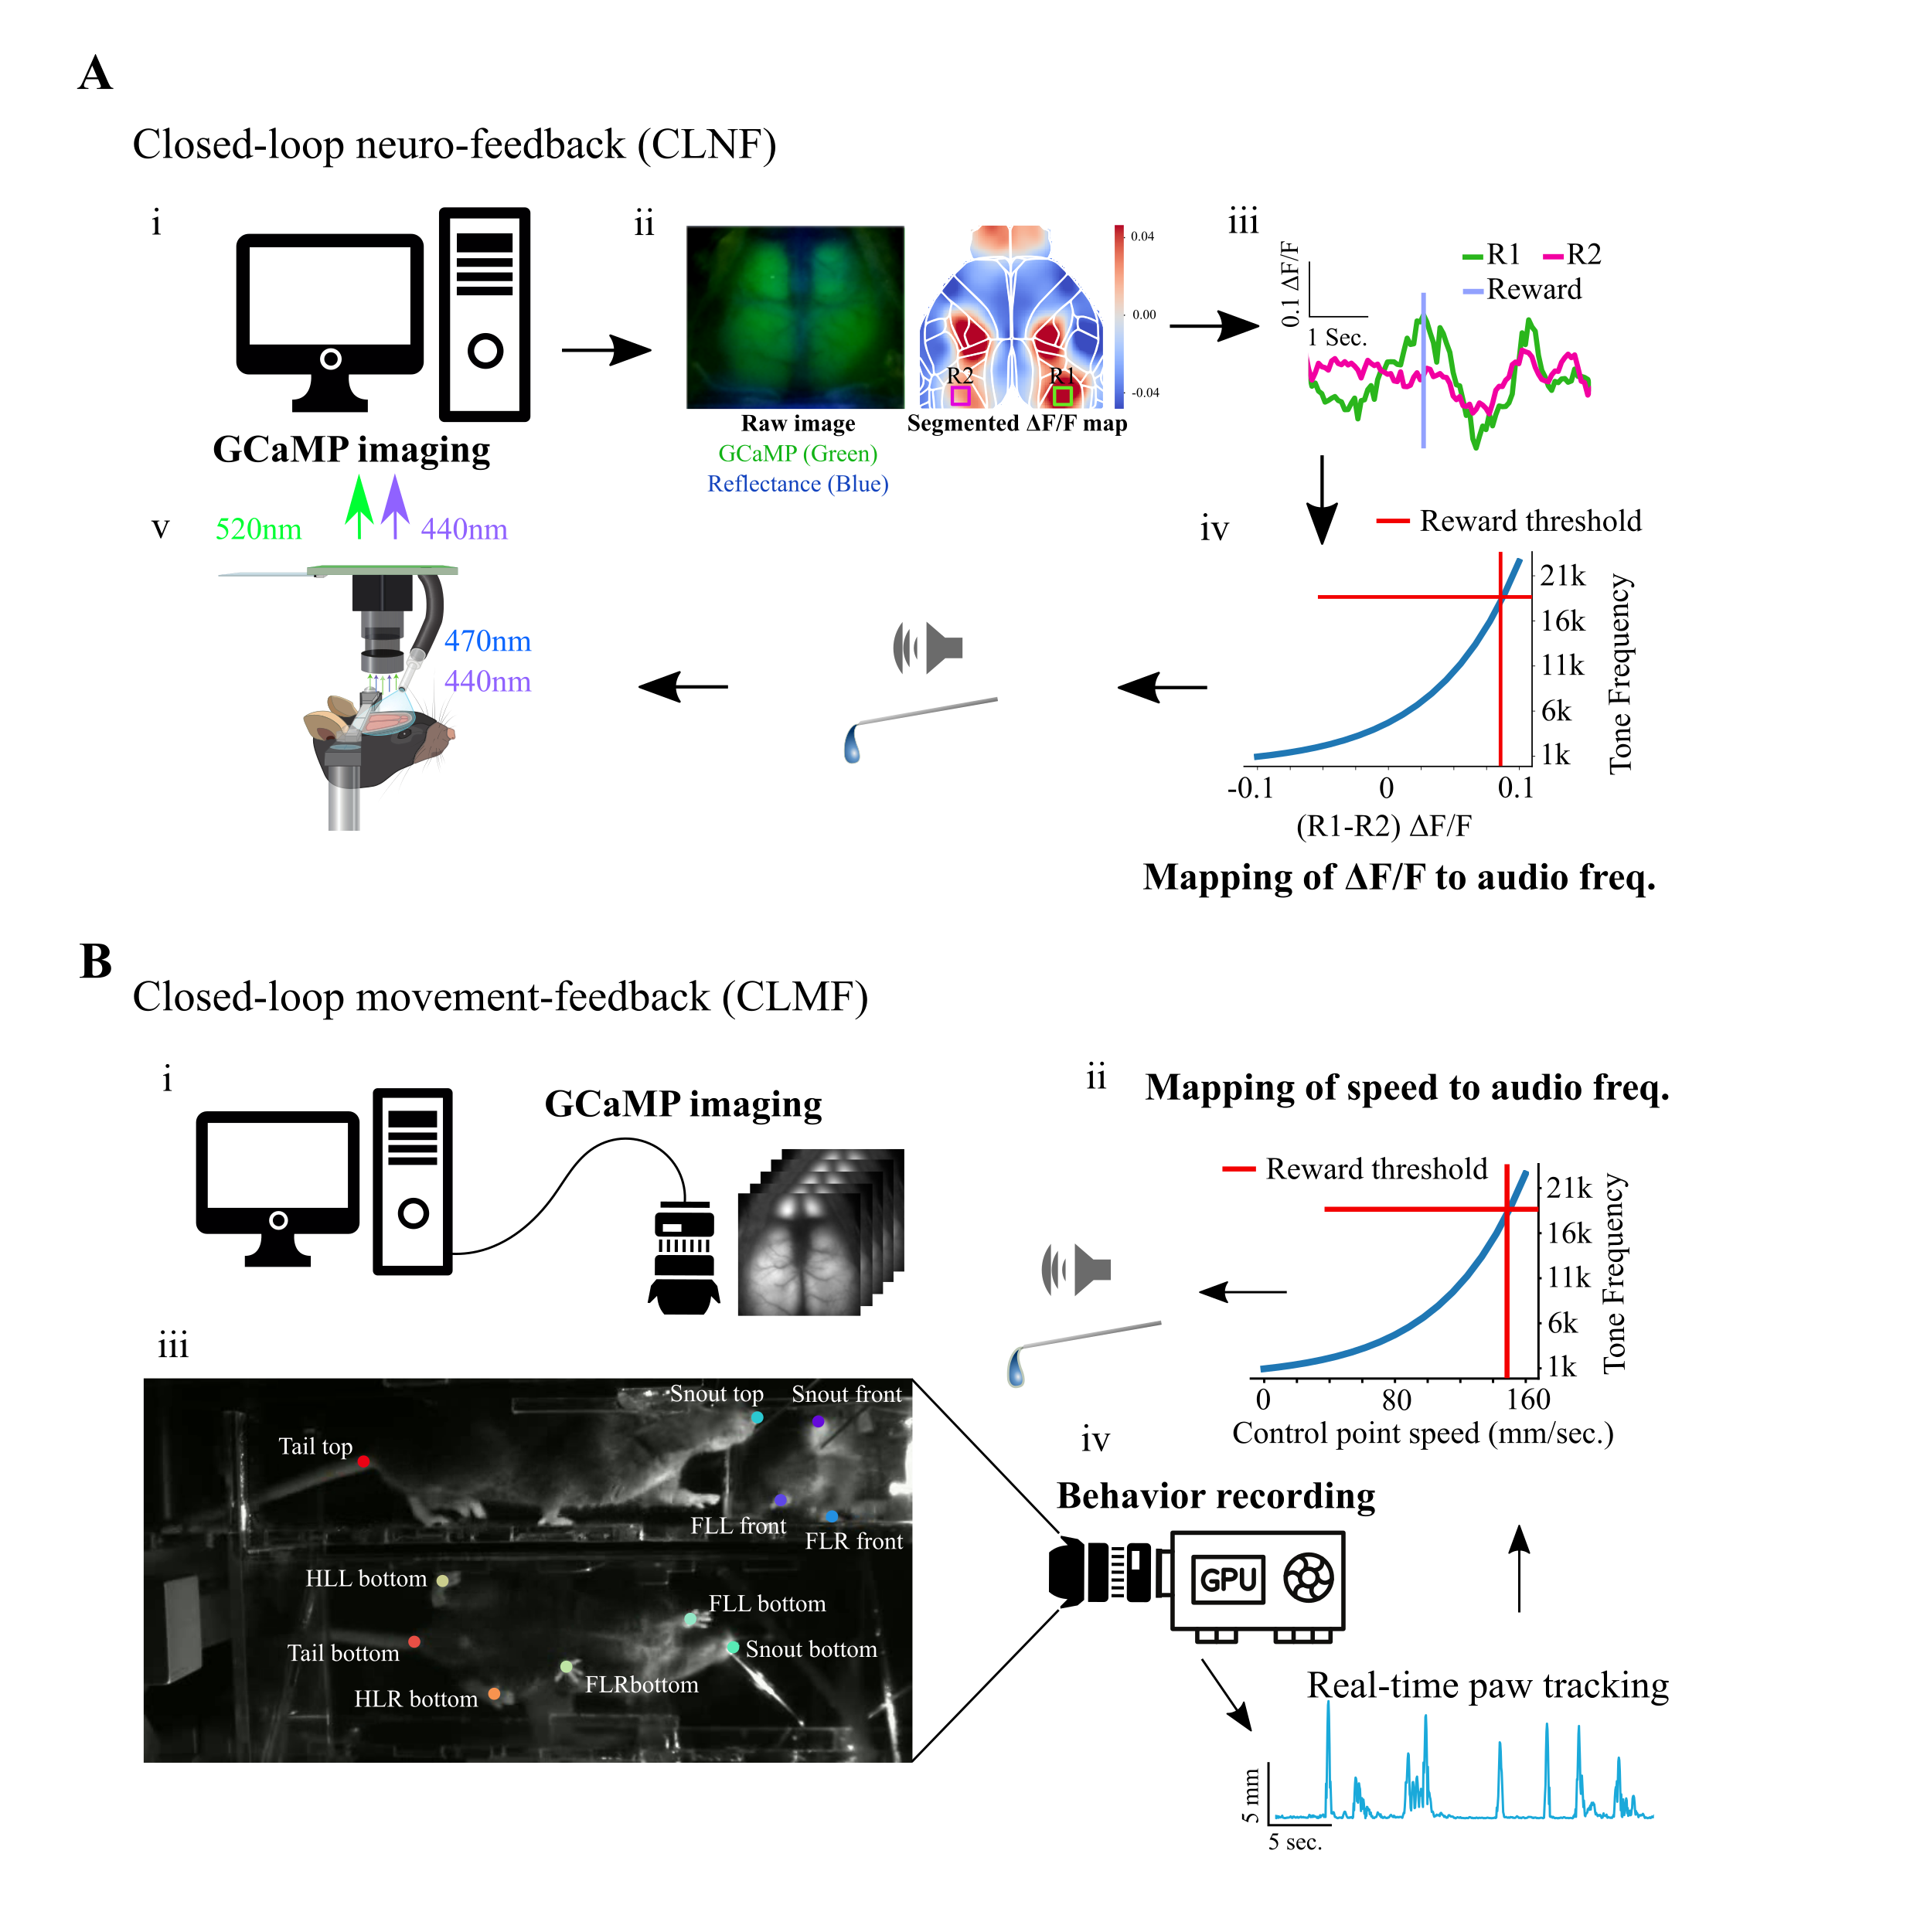 A
Closed-loop neuro-feedback (CLNF)
i
GCaMP imaging
ii
R2
R1
0.04
0.00
-0.04
Raw image
GCaMP (Green)
Reflectance (Blue)
Segmented ΔF/F map
iii
0.1 ΔF/F
1 Sec.
R1
R2
Reward
iv
Reward threshold
21k
16k
11k
6k
1k
Tone Frequency
-0.1
0
0.1
(R1-R2) ΔF/F
Mapping of ΔF/F to audio freq.
v
520nm
440nm
470nm
440nm
B
Closed-loop movement-feedback (CLMF)
i
GCaMP imaging
ii
Mapping of speed to audio freq.
Reward threshold
21k
16k
11k
6k
1k
Tone Frequency
0
80
160
Control point speed (mm/sec.)
iii
Snout top
Snout front
Tail top
FLL front
FLR front
HLL bottom
FLL bottom
Tail bottom
Snout bottom
FLRbottom
HLR bottom
iv
Behavior recording
GPU
Real-time paw tracking
5 mm
5 sec.